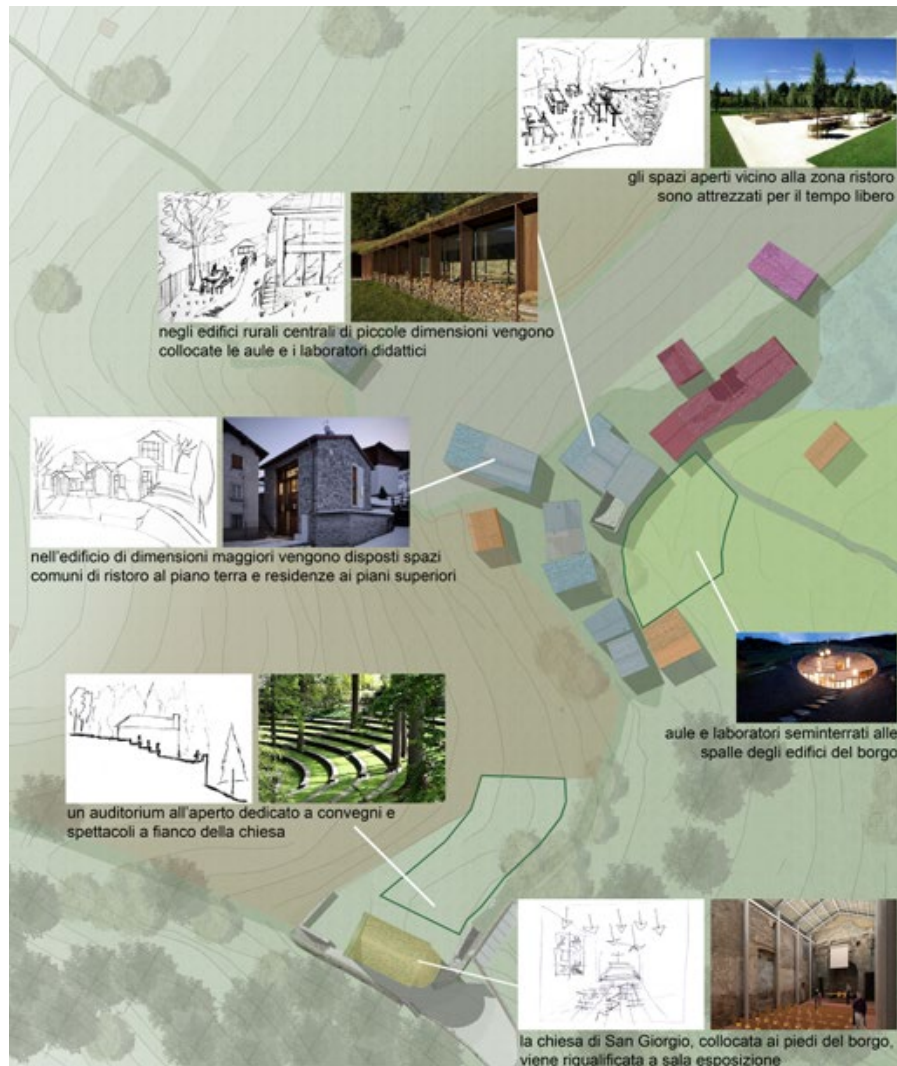 gli spazi aperti vicino alla zona ristoro
sono attrezzati per il tempo libero
negli edifici rurali centrali di piccole dimensioni vengono
collocate le aule e i laboratori didattici
nell'edificio di dimensioni maggiori vengono disposti spazi
comuni di ristoro al piano terra e residenze ai piani superiori
aule e laboratori seminterrati alle
spalle degli edifici del borgo
un auditorium all'aperto dedicato a convegni e
spettacoli a fianco della chiesa
la chiesa di San Giorgio, collocata ai piedi del borgo,
viene riqualificata a sala esposizione